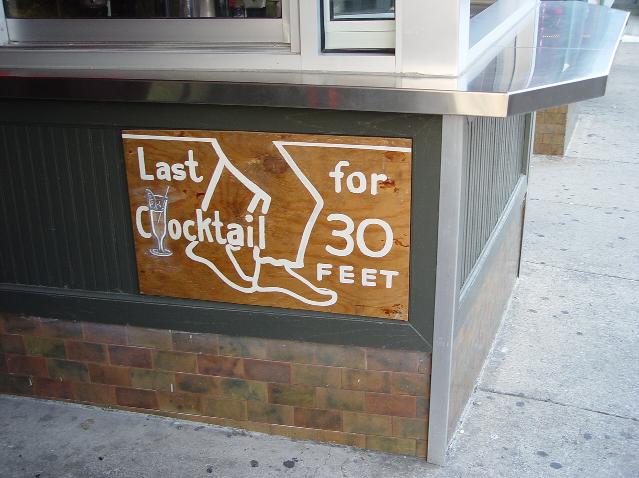 Last for
Cocktail 30
FEET